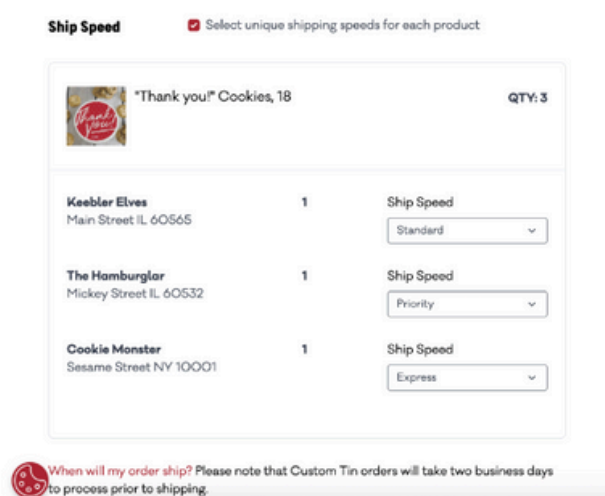 Ship Speed Select unique shipping speeds for each product
"Thank you!" Cookies, 18 QTY: 3
Thank
You!
Keebler Elves 1 Ship Speed
Main Street IL 60565 Standard
The Hamburglar 1 Ship Speed
Mickey Street IL 60532 Priority
Cookie Monster 1 Ship Speed
Sesame Street NY 10001 Express
When will my order ship? Please note that Custom Tin orders will take two business days
to process prior to shipping.